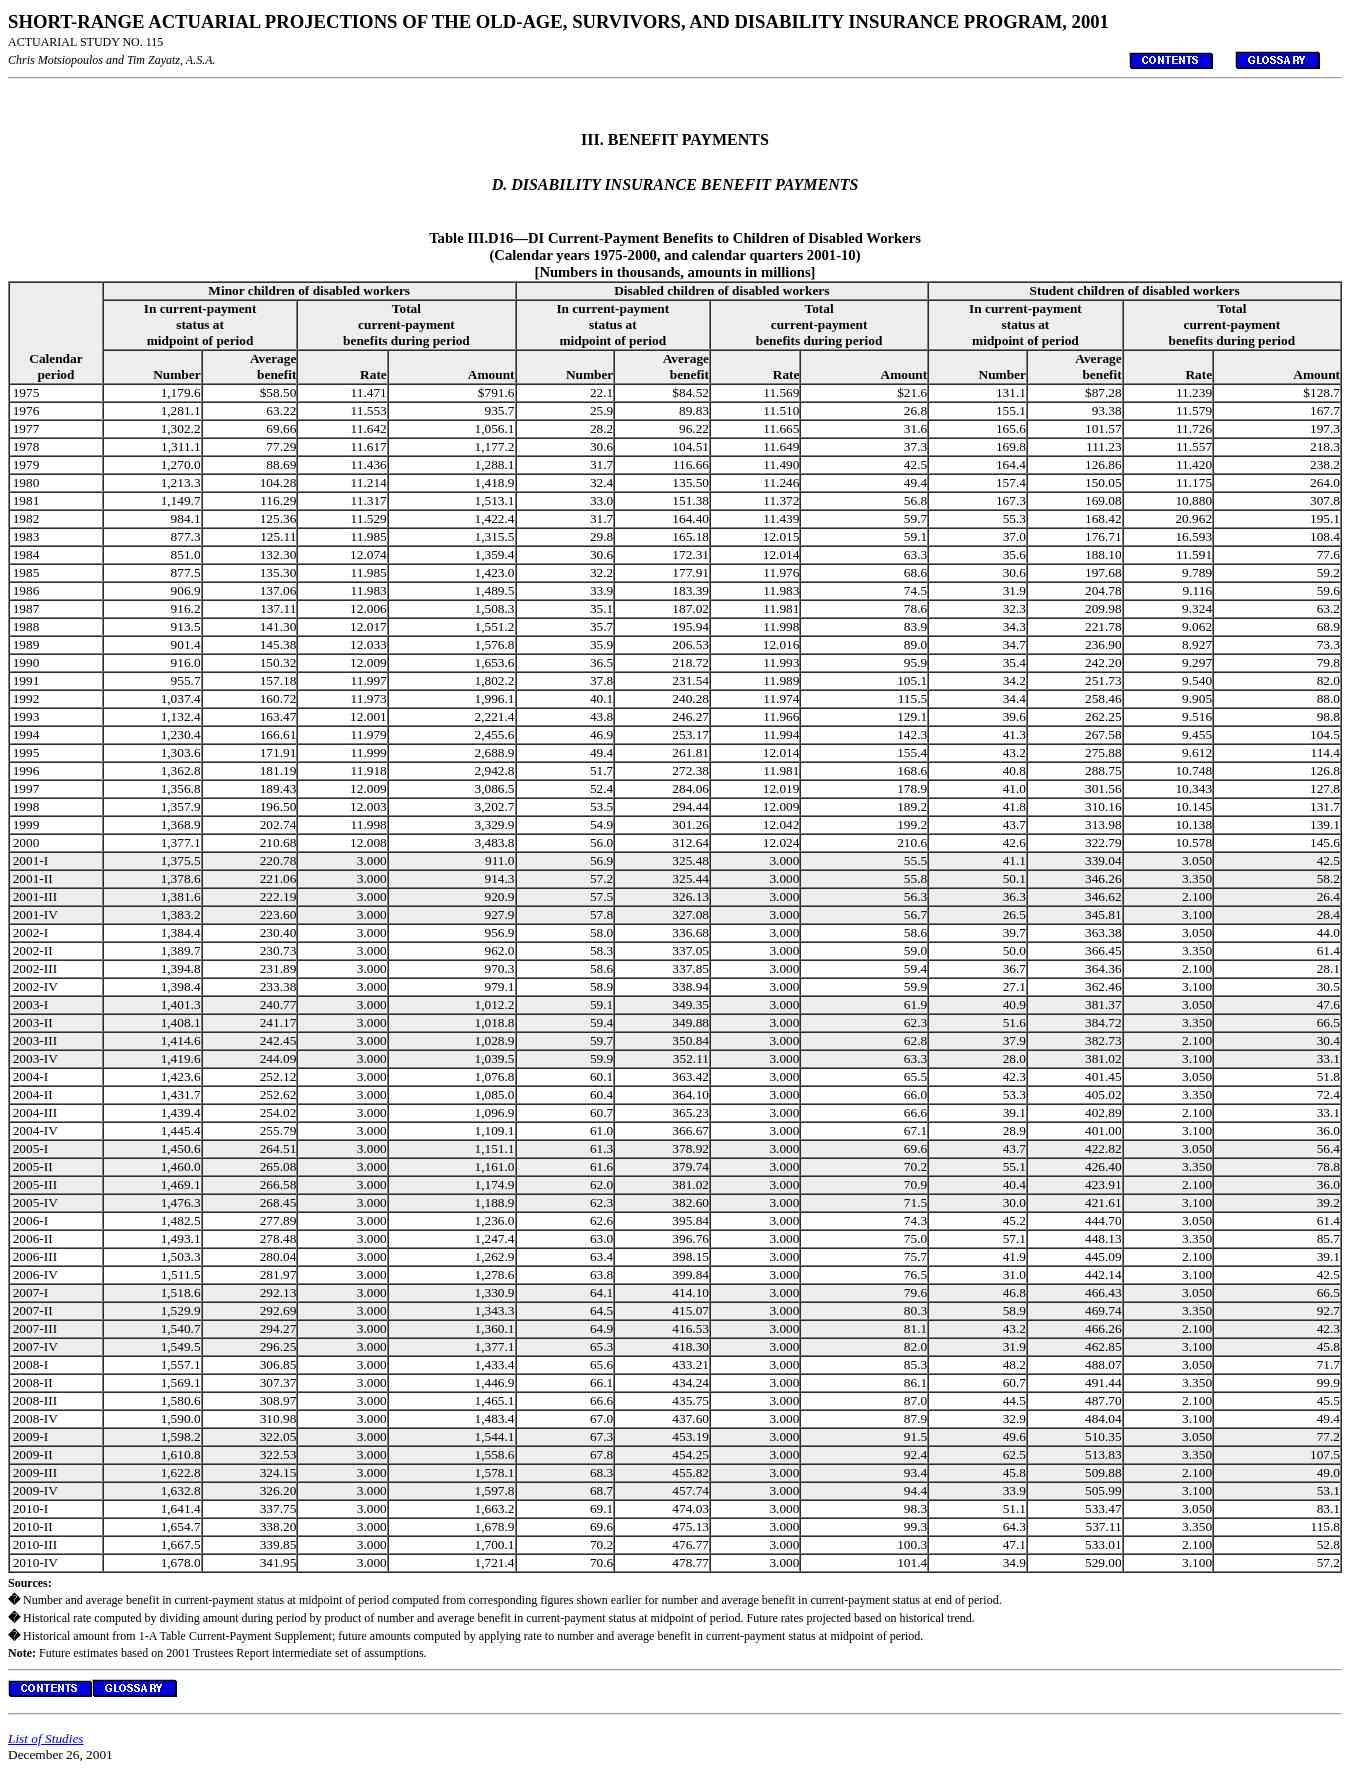 SHORT-RANGE ACTUARIAL PROJECTIONS OF THE OLD-AGE, SURVIVORS, AND DISABILITY INSURANCE PROGRAM, 2001
ACTUARIAL STUDY NO. 115
Chris Motsiopoulos and Tim Zayatz, A.S.A. CONTENTS GLOSSARY
III. BENEFIT PAYMENTS
D. DISABILITY INSURANCE BENEFIT PAYMENTS
Table III.D16—DI Current-Payment Benefits to Children of Disabled Workers
(Calendar years 1975-2000, and calendar quarters 2001-10)
[Numbers in thousands, amounts in millions]
Minor children of disabled workers Disabled children of disabled workers Student children of disabled workers
In current-payment Total In current-payment Total In current-payment Total
status at current-payment status at current-payment status at current-payment
midpoint of period benefits during period midpoint of period benefits during period midpoint of period benefits during period
Calendar Average Average Average
period Number benefit Rate Amount Number benefit Rate Amount Number benefit Rate Amount
1975 1,179.6 $58.50 11.471 $791.6 22.1 $84.52 11.569 $21.6 131.1 $87.28 11.239 $128.7
1976 1,281.1 63.22 11.553 935.7 25.9 89.83 11.510 26.8 155.1 93.38 11.579 167.7
1977 1,302.2 69.66 11.642 1,056.1 28.2 96.22 11.665 31.6 165.6 101.57 11.726 197.3
1978 1,311.1 77.29 11.617 1,177.2 30.6 104.51 11.649 37.3 169.8 111.23 11.557 218.3
1979 1,270.0 88.69 11.436 1,288.1 31.7 116.66 11.490 42.5 164.4 126.86 11.420 238.2
1980 1,213.3 104.28 11.214 1,418.9 32.4 135.50 11.246 49.4 157.4 150.05 11.175 264.0
1981 1,149.7 116.29 11.317 1,513.1 33.0 151.38 11.372 56.8 167.3 169.08 10.880 307.8
1982 984.1 125.36 11.529 1,422.4 31.7 164.40 11.439 59.7 55.3 168.42 20.962 195.1
1983 877.3 125.11 11.985 1,315.5 29.8 165.18 12.015 59.1 37.0 176.71 16.593 108.4
1984 851.0 132.30 12.074 1,359.4 30.6 172.31 12.014 63.3 35.6 188.10 11.591 77.6
1985 877.5 135.30 11.985 1,423.0 32.2 177.91 11.976 68.6 30.6 197.68 9.789 59.2
1986 906.9 137.06 11.983 1,489.5 33.9 183.39 11.983 74.5 31.9 204.78 9.116 59.6
1987 916.2 137.11 12.006 1,508.3 35.1 187.02 11.981 78.6 32.3 209.98 9.324 63.2
1988 913.5 141.30 12.017 1,551.2 35.7 195.94 11.998 83.9 34.3 221.78 9.062 68.9
1989 901.4 145.38 12.033 1,576.8 35.9 206.53 12.016 89.0 34.7 236.90 8.927 73.3
1990 916.0 150.32 12.009 1,653.6 36.5 218.72 11.993 95.9 35.4 242.20 9.297 79.8
1991 955.7 157.18 11.997 1,802.2 37.8 231.54 11.989 105.1 34.2 251.73 9.540 82.0
1992 1,037.4 160.72 11.973 1,996.1 40.1 240.28 11.974 115.5 34.4 258.46 9.905 88.0
1993 1,132.4 163.47 12.001 2,221.4 43.8 246.27 11.966 129.1 39.6 262.25 9.516 98.8
1994 1,230.4 166.61 11.979 2,455.6 46.9 253.17 11.994 142.3 41.3 267.58 9.455 104.5
1995 1,303.6 171.91 11.999 2,688.9 49.4 261.81 12.014 155.4 43.2 275.88 9.612 114.4
1996 1,362.8 181.19 11.918 2,942.8 51.7 272.38 11.981 168.6 40.8 288.75 10.748 126.8
1997 1,356.8 189.43 12.009 3,086.5 52.4 284.06 12.019 178.9 41.0 301.56 10.343 127.8
1998 1,357.9 196.50 12.003 3,202.7 53.5 294.44 12.009 189.2 41.8 310.16 10.145 131.7
1999 1,368.9 202.74 11.998 3,329.9 54.9 301.26 12.042 199.2 43.7 313.98 10.138 139.1
2000 1,377.1 210.68 12.008 3,483.8 56.0 312.64 12.024 210.6 42.6 322.79 10.578 145.6
2001-I 1,375.5 220.78 3.000 911.0 56.9 325.48 3.000 55.5 41.1 339.04 3.050 42.5
2001-II 1,378.6 221.06 3.000 914.3 57.2 325.44 3.000 55.8 50.1 346.26 3.350 58.2
2001-III 1,381.6 222.19 3.000 920.9 57.5 326.13 3.000 56.3 36.3 346.62 2.100 26.4
2001-IV 1,383.2 223.60 3.000 927.9 57.8 327.08 3.000 56.7 26.5 345.81 3.100 28.4
2002-I 1,384.4 230.40 3.000 956.9 58.0 336.68 3.000 58.6 39.7 363.38 3.050 44.0
2002-II 1,389.7 230.73 3.000 962.0 58.3 337.05 3.000 59.0 50.0 366.45 3.350 61.4
2002-III 1,394.8 231.89 3.000 970.3 58.6 337.85 3.000 59.4 36.7 364.36 2.100 28.1
2002-IV 1,398.4 233.38 3.000 979.1 58.9 338.94 3.000 59.9 27.1 362.46 3.100 30.5
2003-I 1,401.3 240.77 3.000 1,012.2 59.1 349.35 3.000 61.9 40.9 381.37 3.050 47.6
2003-II 1,408.1 241.17 3.000 1,018.8 59.4 349.88 3.000 62.3 51.6 384.72 3.350 66.5
2003-III 1,414.6 242.45 3.000 1,028.9 59.7 350.84 3.000 62.8 37.9 382.73 2.100 30.4
2003-IV 1,419.6 244.09 3.000 1,039.5 59.9 352.11 3.000 63.3 28.0 381.02 3.100 33.1
2004-I 1,423.6 252.12 3.000 1,076.8 60.1 363.42 3.000 65.5 42.3 401.45 3.050 51.8
2004-II 1,431.7 252.62 3.000 1,085.0 60.4 364.10 3.000 66.0 53.3 405.02 3.350 72.4
2004-III 1,439.4 254.02 3.000 1,096.9 60.7 365.23 3.000 66.6 39.1 402.89 2.100 33.1
2004-IV 1,445.4 255.79 3.000 1,109.1 61.0 366.67 3.000 67.1 28.9 401.00 3.100 36.0
2005-I 1,450.6 264.51 3.000 1,151.1 61.3 378.92 3.000 69.6 43.7 422.82 3.050 56.4
2005-II 1,460.0 265.08 3.000 1,161.0 61.6 379.74 3.000 70.2 55.1 426.40 3.350 78.8
2005-III 1,469.1 266.58 3.000 1,174.9 62.0 381.02 3.000 70.9 40.4 423.91 2.100 36.0
2005-IV 1,476.3 268.45 3.000 1,188.9 62.3 382.60 3.000 71.5 30.0 421.61 3.100 39.2
2006-I 1,482.5 277.89 3.000 1,236.0 62.6 395.84 3.000 74.3 45.2 444.70 3.050 61.4
2006-II 1,493.1 278.48 3.000 1,247.4 63.0 396.76 3.000 75.0 57.1 448.13 3.350 85.7
2006-III 1,503.3 280.04 3.000 1,262.9 63.4 398.15 3.000 75.7 41.9 445.09 2.100 39.1
2006-IV 1,511.5 281.97 3.000 1,278.6 63.8 399.84 3.000 76.5 31.0 442.14 3.100 42.5
2007-I 1,518.6 292.13 3.000 1,330.9 64.1 414.10 3.000 79.6 46.8 466.43 3.050 66.5
2007-II 1,529.9 292.69 3.000 1,343.3 64.5 415.07 3.000 80.3 58.9 469.74 3.350 92.7
2007-III 1,540.7 294.27 3.000 1,360.1 64.9 416.53 3.000 81.1 43.2 466.26 2.100 42.3
2007-IV 1,549.5 296.25 3.000 1,377.1 65.3 418.30 3.000 82.0 31.9 462.85 3.100 45.8
2008-I 1,557.1 306.85 3.000 1,433.4 65.6 433.21 3.000 85.3 48.2 488.07 3.050 71.7
2008-II 1,569.1 307.37 3.000 1,446.9 66.1 434.24 3.000 86.1 60.7 491.44 3.350 99.9
2008-III 1,580.6 308.97 3.000 1,465.1 66.6 435.75 3.000 87.0 44.5 487.70 2.100 45.5
2008-IV 1,590.0 310.98 3.000 1,483.4 67.0 437.60 3.000 87.9 32.9 484.04 3.100 49.4
2009-I 1,598.2 322.05 3.000 1,544.1 67.3 453.19 3.000 91.5 49.6 510.35 3.050 77.2
2009-II 1,610.8 322.53 3.000 1,558.6 67.8 454.25 3.000 92.4 62.5 513.83 3.350 107.5
2009-III 1,622.8 324.15 3.000 1,578.1 68.3 455.82 3.000 93.4 45.8 509.88 2.100 49.0
2009-IV 1,632.8 326.20 3.000 1,597.8 68.7 457.74 3.000 94.4 33.9 505.99 3.100 53.1
2010-I 1,641.4 337.75 3.000 1,663.2 69.1 474.03 3.000 98.3 51.1 533.47 3.050 83.1
2010-II 1,654.7 338.20 3.000 1,678.9 69.6 475.13 3.000 99.3 64.3 537.11 3.350 115.8
2010-III 1,667.5 339.85 3.000 1,700.1 70.2 476.77 3.000 100.3 47.1 533.01 2.100 52.8
2010-IV 1,678.0 341.95 3.000 1,721.4 70.6 478.77 3.000 101.4 34.9 529.00 3.100 57.2
Sources:
� Number and average benefit in current-payment status at midpoint of period computed from corresponding figures shown earlier for number and average benefit in current-payment status at end of period.
� Historical rate computed by dividing amount during period by product of number and average benefit in current-payment status at midpoint of period. Future rates projected based on historical trend.
� Historical amount from 1-A Table Current-Payment Supplement; future amounts computed by applying rate to number and average benefit in current-payment status at midpoint of period.
Note: Future estimates based on 2001 Trustees Report intermediate set of assumptions.
CONTENTS GLOSSARY
List of Studies
December 26, 2001